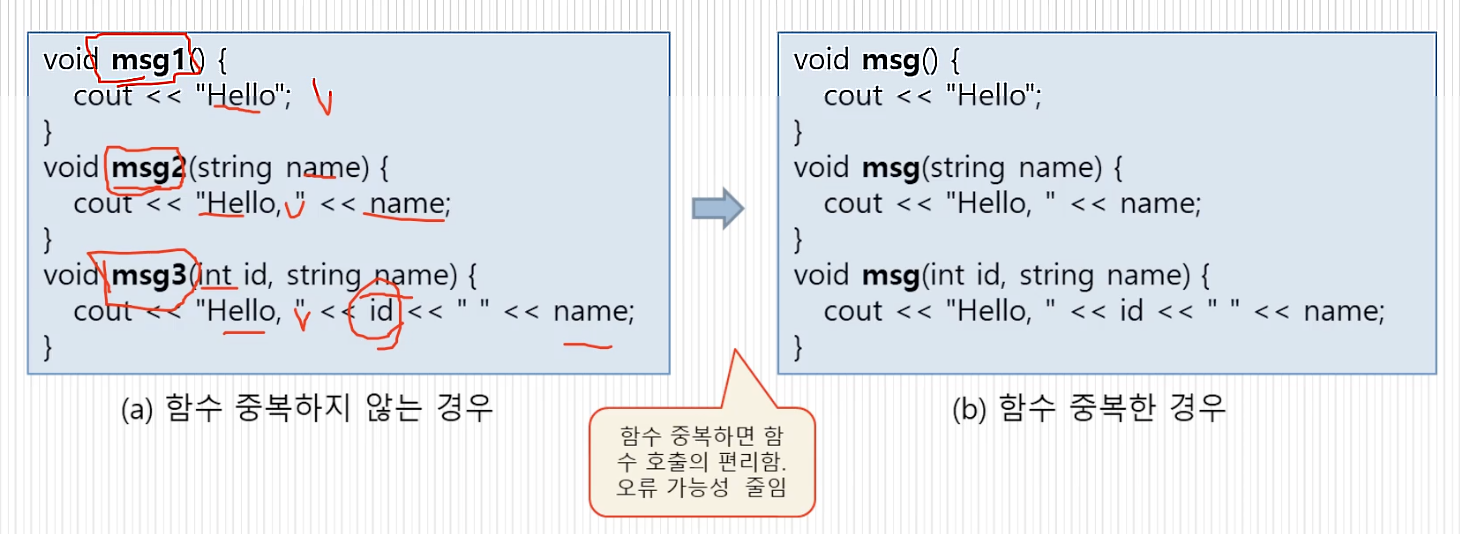 void msg1() {
cout << "Hello";
}
void msg2(string name) {
cout << "Hello, " << name;
}
void msg3(int id, string name) {
cout << "Hello, " << id << " " << name;
}
(a) 함수 중복하지 않는 경우
void msg() {
cout << "Hello";
}
void msg(string name) {
cout << "Hello, " << name;
}
void msg(int id, string name) {
cout << "Hello, " << id << " " << name;
}
(b) 함수 중복한 경우
함수 중복하면 함
수 호출의 편리함.
오류 가능성 줄임